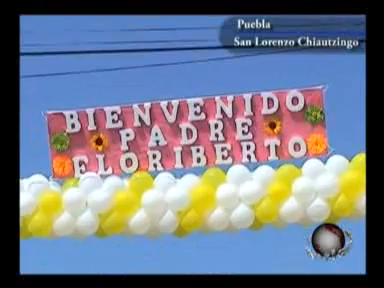 Puebla
San Lorenzo Chiautzingo
BIENVENIDO
PADRE
FLORIBERTO